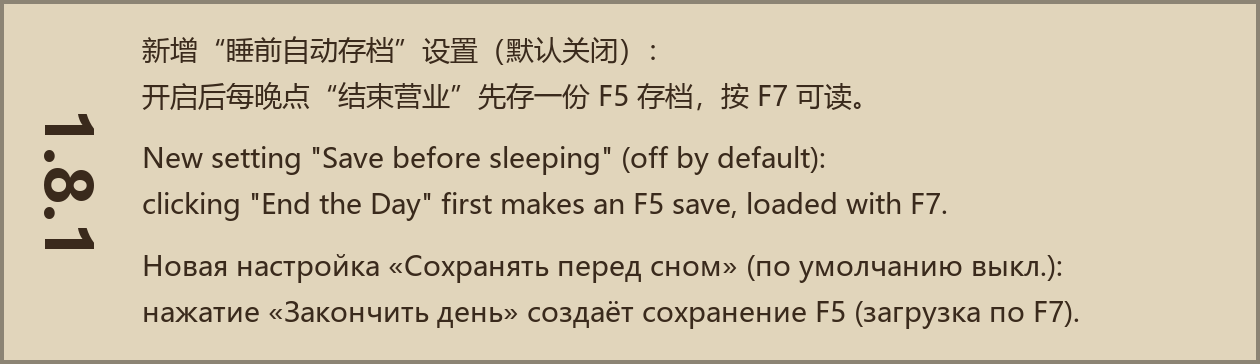 1.8.1
新增“睡前自动存档”设置（默认关闭）:
开启后每晚点“结束营业”先存一份 F5 存档，按 F7 可读。
New setting "Save before sleeping" (off by default):
clicking "End the Day" first makes an F5 save, loaded with F7.
Новая настройка «Сохранять перед сном» (по умолчанию выкл.):
нажатие «Закончить день» создаёт сохранение F5 (загрузка по F7).